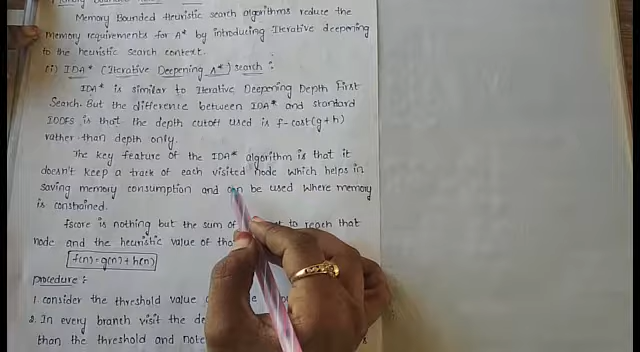 Memory Bounded Heuristic search algorithms reduce the
memory requirements for A* by introducing Iterative deepening
to the heuristic search context.
(i) IDA* (Iterative Deepening A*) search :
IDA* is similar to Iterative Deepening Depth First
Search. But the difference between IDA* and standard
IDDFS is that the depth cutoff used is f-cost(g+h)
rather than depth only.
The key feature of the IDA* algorithm is that it
doesn't keep a track of each visited node which helps in
saving memory consumption and can be used where memory
is constrained.
fscore is nothing but the sum of to reach that
node and the heuristic value of
f(n)=g(n)+h(n)
procedure :-
1. consider the threshold value
2. In every branch visit the
than the threshold and note